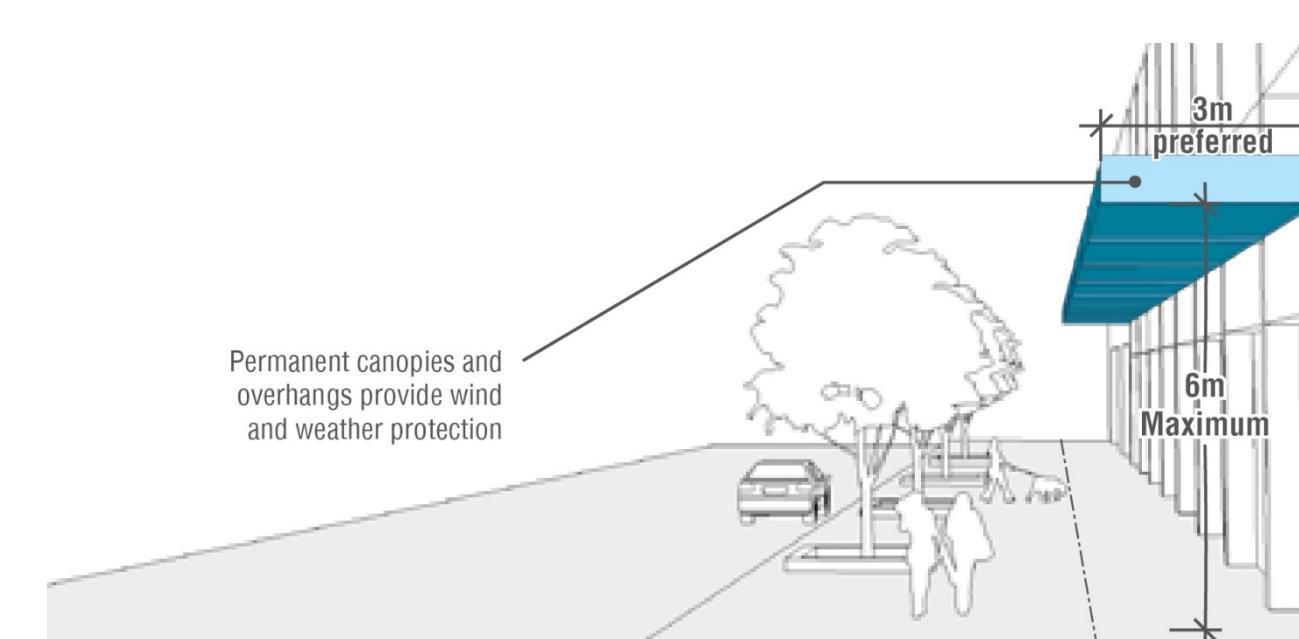 3m
preferred
Permanent canopies and
overhangs provide wind
and weather protection
6m
Maximum